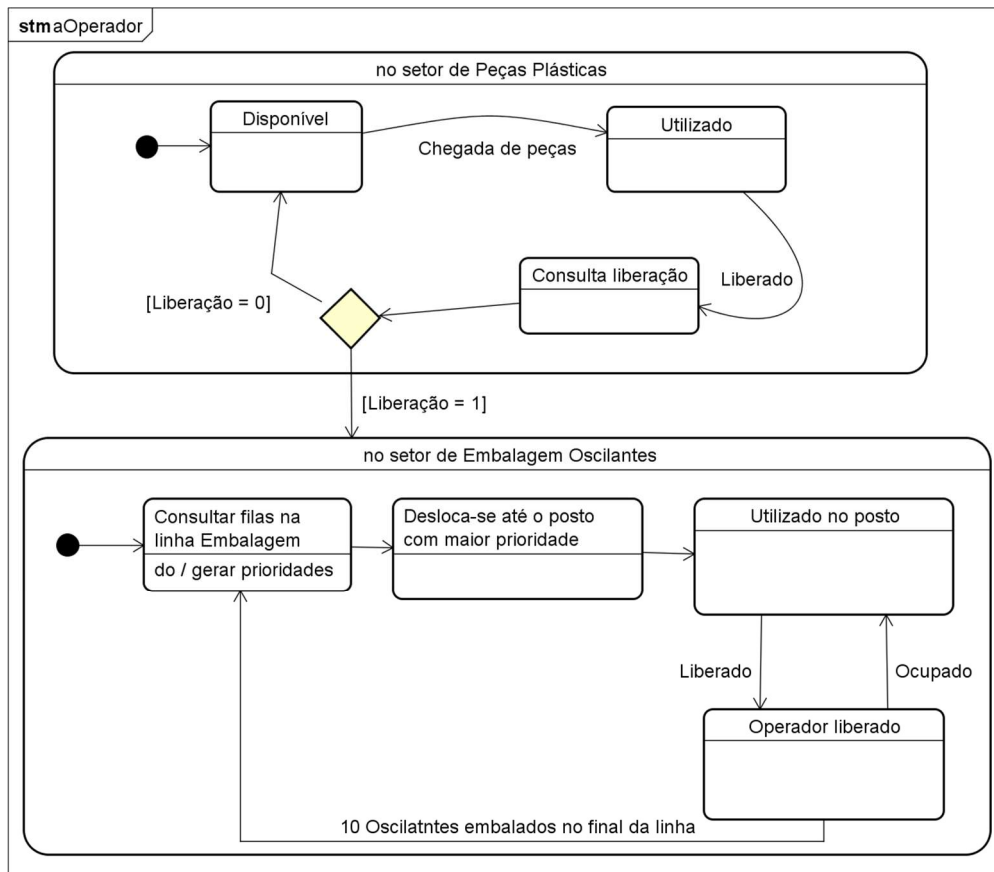 stm aOperador
no setor de Peças Plásticas
Disponível
Utilizado
Chegada de peças
Consulta liberação
Liberado
[Liberação = 0]
[Liberação = 1]
no setor de Embalagem Oscilantes
Consultar filas na
linha Embalagem
do / gerar prioridades
Desloca-se até o posto
com maior prioridade
Utilizado no posto
Liberado
Ocupado
Operador liberado
10 Oscilatntes embalados no final da linha